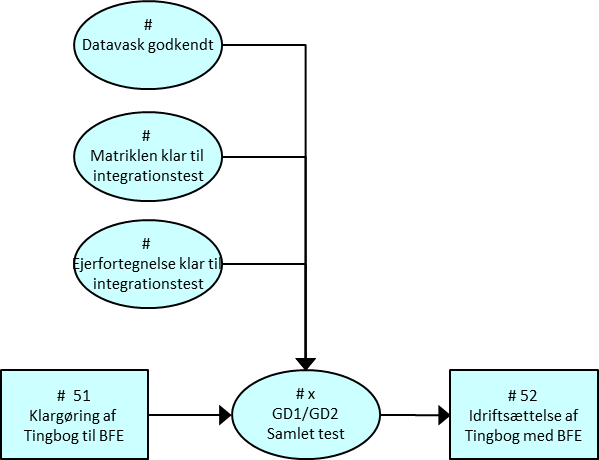 #
Datavask godkendt
#
Matriklen klar til
integrationstest
#
Ejerfortegnelse klar til
integrationstest
# 51
Klargøring af
Tingbog til BFE
# x
GD1/GD2
Samlet test
# 52
Idriftsættelse af
Tingbog med BFE